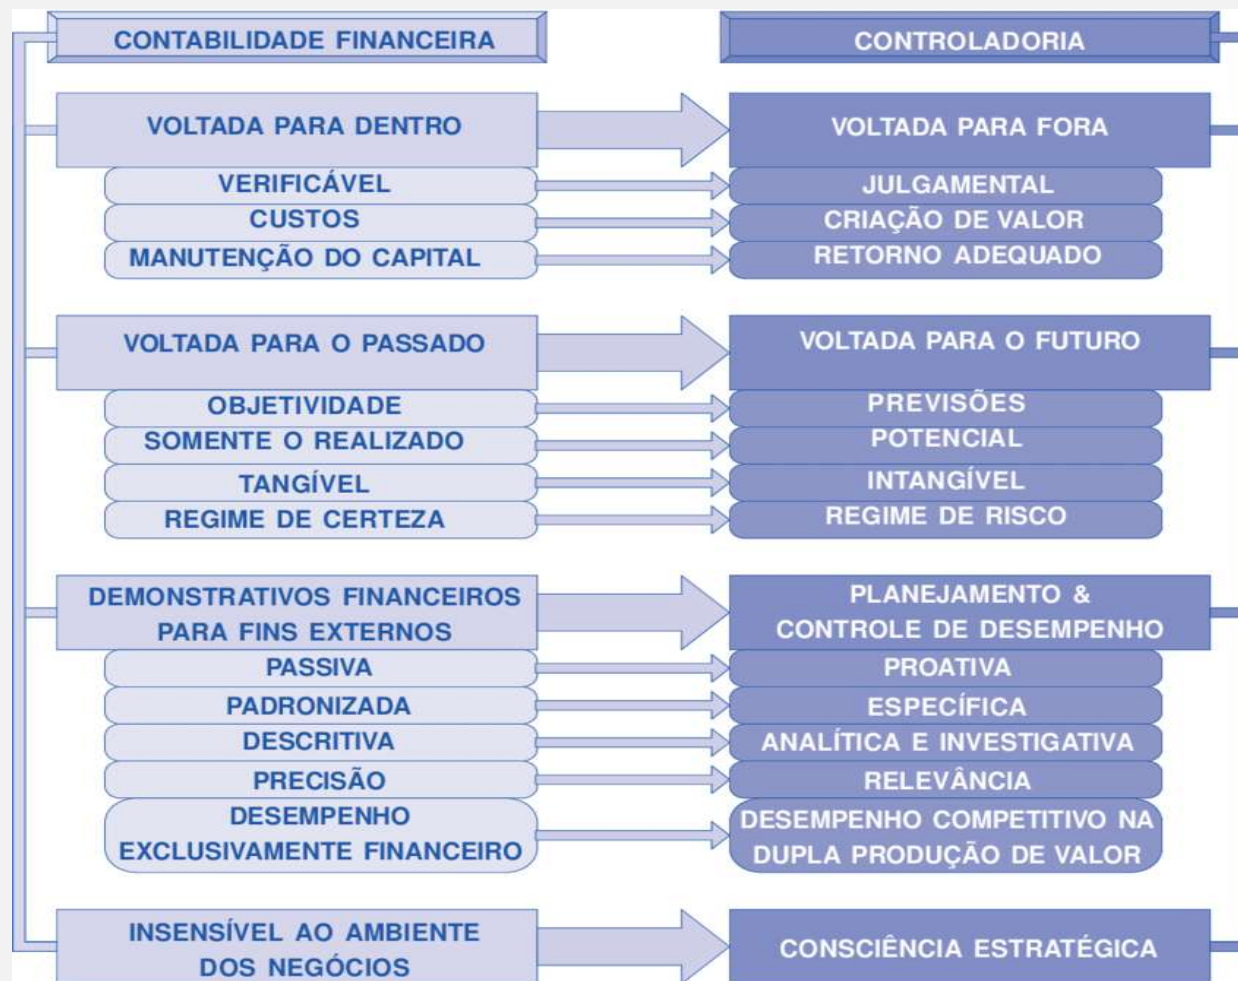 CONTABILIDADE FINANCEIRA
CONTROLADORIA
VOLTADA PARA DENTRO
VOLTADA PARA FORA
VERIFICÁVEL
JULGAMENTAL
CUSTOS
CRIAÇÃO DE VALOR
MANUTENÇÃO DO CAPITAL
RETORNO ADEQUADO
VOLTADA PARA O PASSADO
VOLTADA PARA O FUTURO
OBJETIVIDADE
PREVISÕES
SOMENTE O REALIZADO
POTENCIAL
TANGÍVEL
INTANGÍVEL
REGIME DE CERTEZA
REGIME DE RISCO
DEMONSTRATIVOS FINANCEIROS
PARA FINS EXTERNOS
PLANEJAMENTO &
CONTROLE DE DESEMPENHO
PASSIVA
PROATIVA
PADRONIZADA
ESPECÍFICA
DESCRITIVA
ANALÍTICA E INVESTIGATIVA
PRECISÃO
RELEVÂNCIA
DESEMPENHO
EXCLUSIVAMENTE FINANCEIRO
DESEMPENHO COMPETITIVO NA
DUPLA PRODUÇÃO DE VALOR
INSENSÍVEL AO AMBIENTE
DOS NEGÓCIOS
CONSCIÊNCIA ESTRATÉGICA